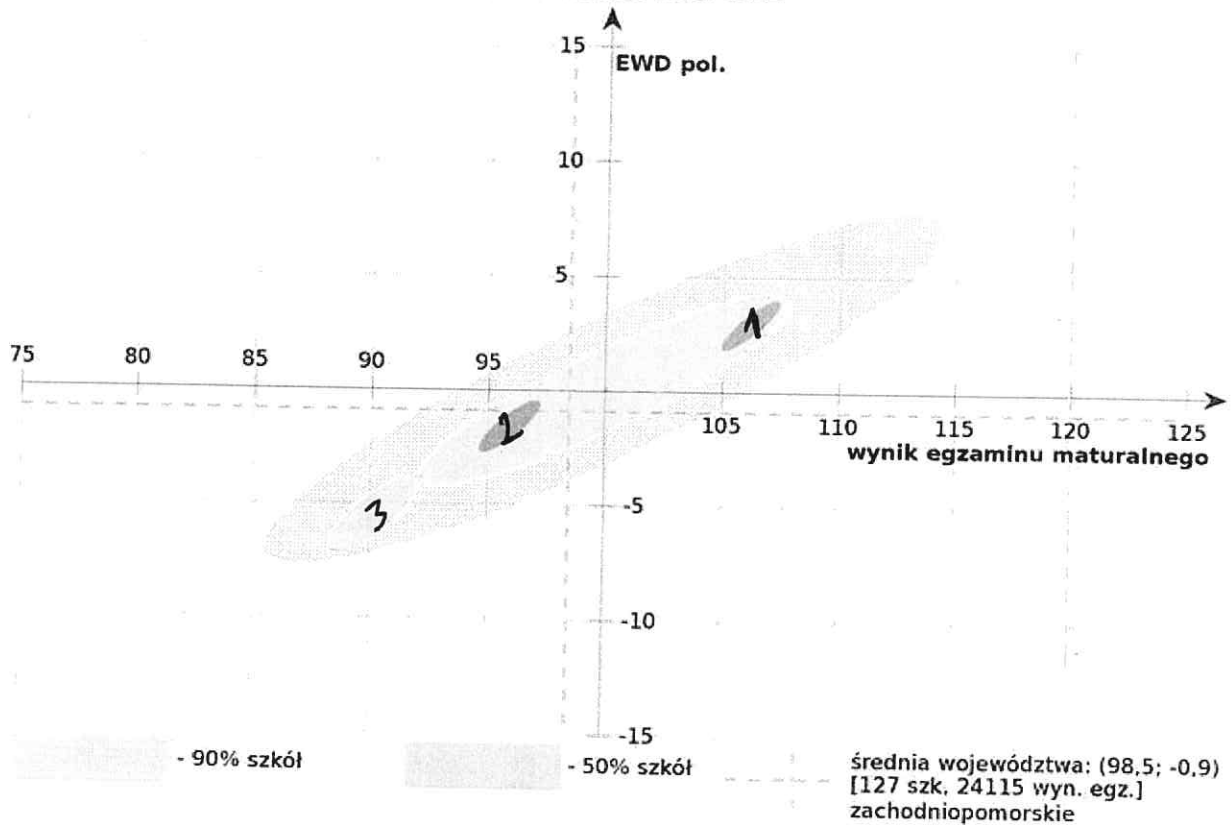 15
EWD pol.
10
5
1
75 80 85 90 95
2
105 110 115 120 125
wynik egzaminu maturalnego
3
-5
-10
-15
- 90% szkół
- 50% szkół
średnia województwa: (98,5; -0,9)
[127 szk, 24115 wyn. egz.]
zachodniopomorskie